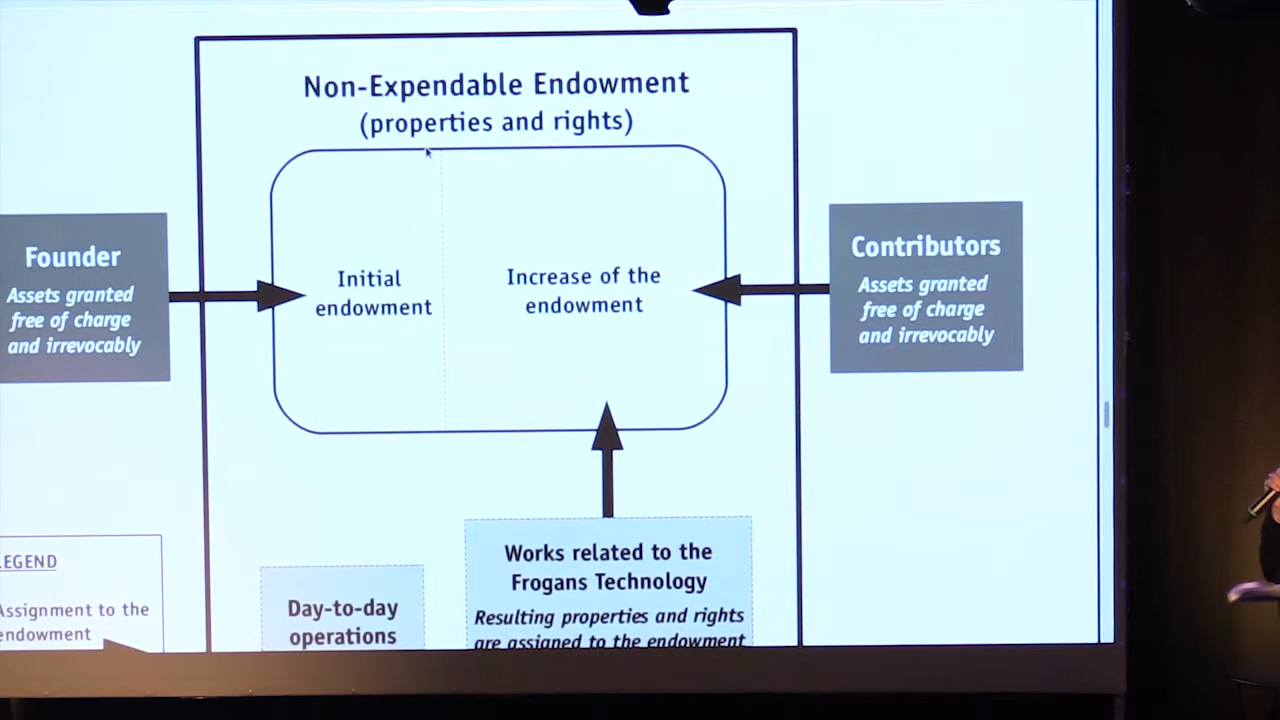 Non-Expendable Endowment
(properties and rights)
Founder
Assets granted
free of charge
and irrevocably
Initial
endowment
Increase of the
endowment
Contributors
Assets granted
free of charge
and irrevocably
LEGEND
Assignment to the
endowment
Day-to-day
operations
Works related to the
Frogans Technology
Resulting properties and rights
are assigned to the endowment